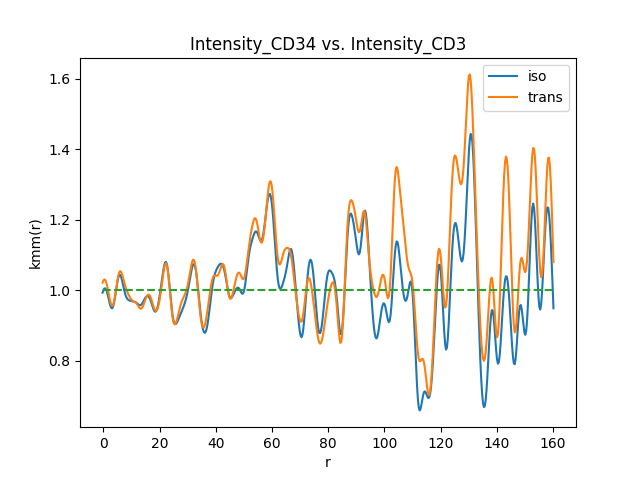 Intensity_CD34 vs. Intensity_CD3
iso
trans
1.6
1.4
1.2
1.0
0.8
kmm(r)
0 20 40 60 80 100 120 140 160
r